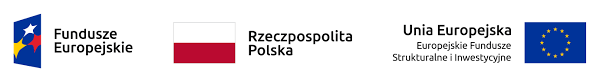 Fundusze
Europejskie
Rzeczpospolita
Polska
Unia Europejska
Europejskie Fundusze
Strukturalne i Inwestycyjne